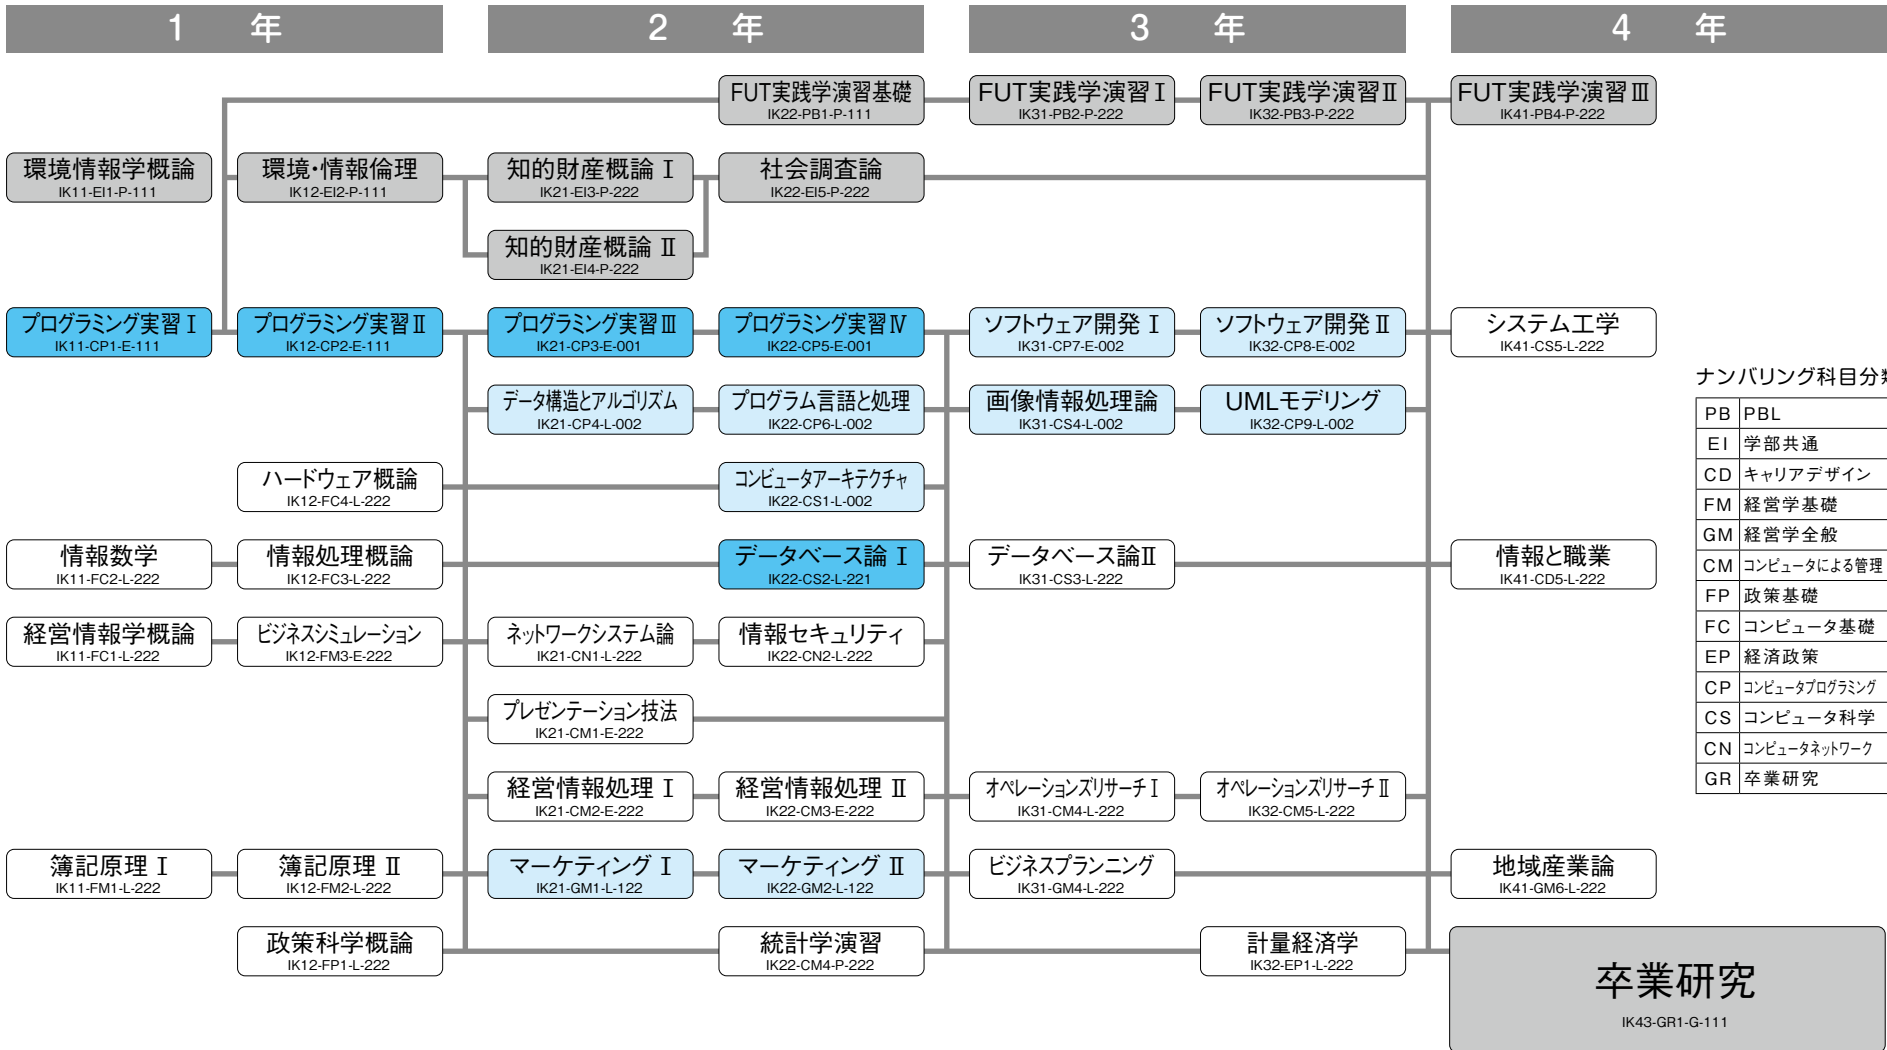 1 年
2 年
3 年
4 年
FUT実践学演習基礎
IK22-PB1-P-111
FUT実践学演習Ⅰ
IK31-PB2-P-222
FUT実践学演習Ⅱ
IK32-PB3-P-222
FUT実践学演習Ⅲ
IK41-PB4-P-222
環境情報学概論
IK11-EI1-P-111
環境・情報倫理
IK12-EI2-P-111
知的財産概論 Ⅰ
IK21-EI3-P-222
社会調査論
IK22-EI5-P-222
知的財産概論 Ⅱ
IK21-EI4-P-222
プログラミング実習Ⅰ
IK11-CP1-E-111
プログラミング実習Ⅱ
IK12-CP2-E-111
プログラミング実習Ⅲ
IK21-CP3-E-001
プログラミング実習Ⅳ
IK22-CP5-E-001
ソフトウェア開発 Ⅰ
IK31-CP7-E-002
ソフトウェア開発 Ⅱ
IK32-CP8-E-002
システム工学
IK41-CS5-L-222
データ構造とアルゴリズム
IK21-CP4-L-002
プログラム言語と処理
IK22-CP6-L-002
画像情報処理論
IK31-CS4-L-002
UMLモデリング
IK32-CP9-L-002
ハードウェア概論
IK12-FC4-L-222
コンピュータアーキテクチャ
IK22-CS1-L-002
情報数学
IK11-FC2-L-222
情報処理概論
IK12-FC3-L-222
データベース論 Ⅰ
IK22-CS2-L-221
データベース論Ⅱ
IK31-CS3-L-222
情報と職業
IK41-CD5-L-222
経営情報学概論
IK11-FC1-L-222
ビジネスシミュレーション
IK12-FM3-E-222
ネットワークシステム論
IK21-CN1-L-222
情報セキュリティ
IK22-CN2-L-222
プレゼンテーション技法
IK21-CM1-E-222
経営情報処理 Ⅰ
IK21-CM2-E-222
経営情報処理 Ⅱ
IK22-CM3-E-222
オペレーションズリサーチⅠ
IK31-CM4-L-222
オペレーションズリサーチⅡ
IK32-CM5-L-222
簿記原理 Ⅰ
IK11-FM1-L-222
簿記原理 Ⅱ
IK12-FM2-L-222
マーケティング Ⅰ
IK21-GM1-L-122
マーケティング Ⅱ
IK22-GM2-L-122
ビジネスプランニング
IK31-GM4-L-222
地域産業論
IK41-GM6-L-222
政策科学概論
IK12-FP1-L-222
統計学演習
IK22-CM4-P-222
計量経済学
IK32-EP1-L-222
卒業研究
IK43-GR1-G-111
ナンバリング科目分類
PB PBL
EI 学部共通
CD キャリアデザイン
FM 経営学基礎
GM 経営学全般
CM コンピュータによる管理
FP 政策基礎
FC コンピュータ基礎
EP 経済政策
CP コンピュータプログラミング
CS コンピュータ科学
CN コンピュータネットワーク
GR 卒業研究